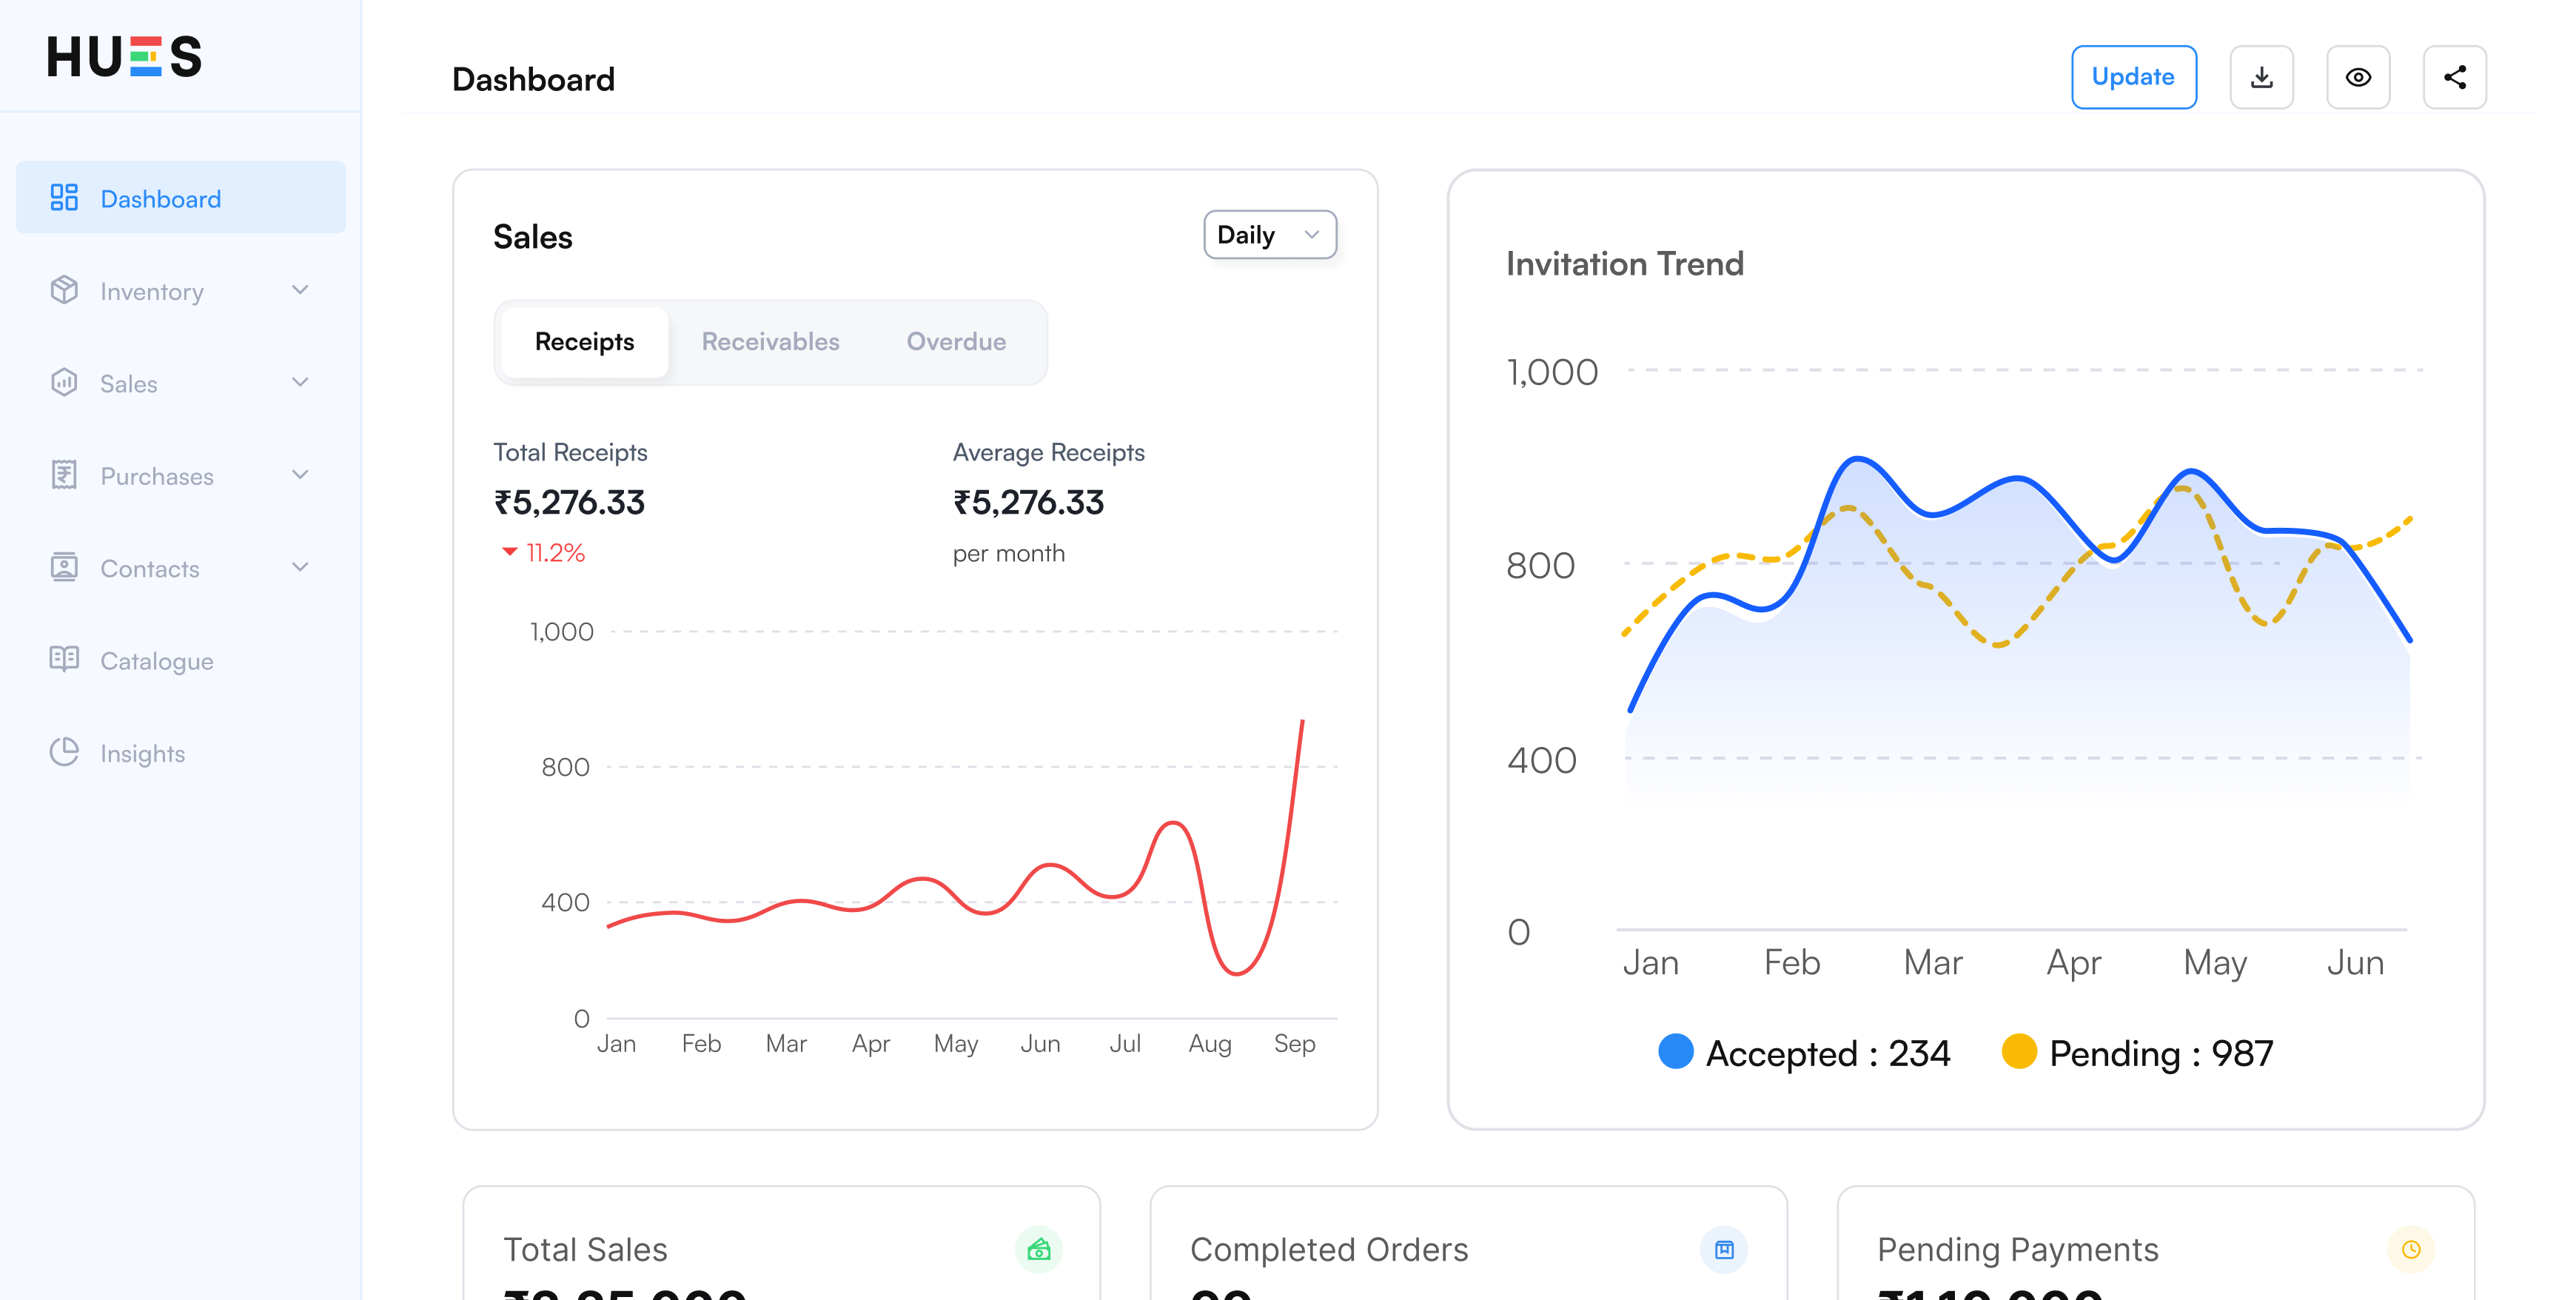 HUES
Dashboard
Inventory
Sales
Purchases
Contacts
Catalogue
Insights
Dashboard
Update
Sales
Daily
Receipts Receivables Overdue
Total Receipts
₹5,276.33
11.2%
Average Receipts
₹5,276.33
per month
1,000
800
400
0
Jan Feb Mar Apr May Jun Jul Aug Sep
Invitation Trend
1,000
800
400
0
Jan Feb Mar Apr May Jun
Accepted : 234 Pending : 987
Total Sales
Completed Orders
Pending Payments